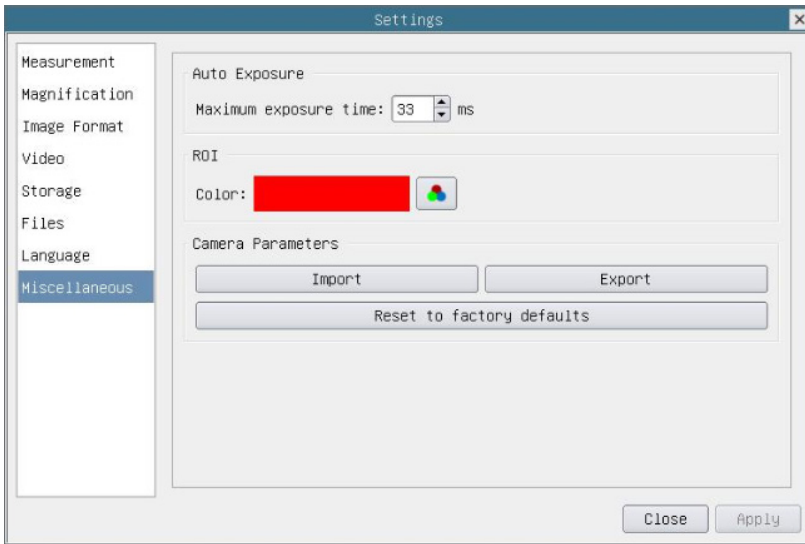 Settings
Measurement
Magnification
Image Format
Video
Storage
Files
Language
Miscellaneous
Auto Exposure
Maximum exposure time: 33 ms
ROI
Color:
Camera Parameters
Import Export
Reset to factory defaults
Close Apply